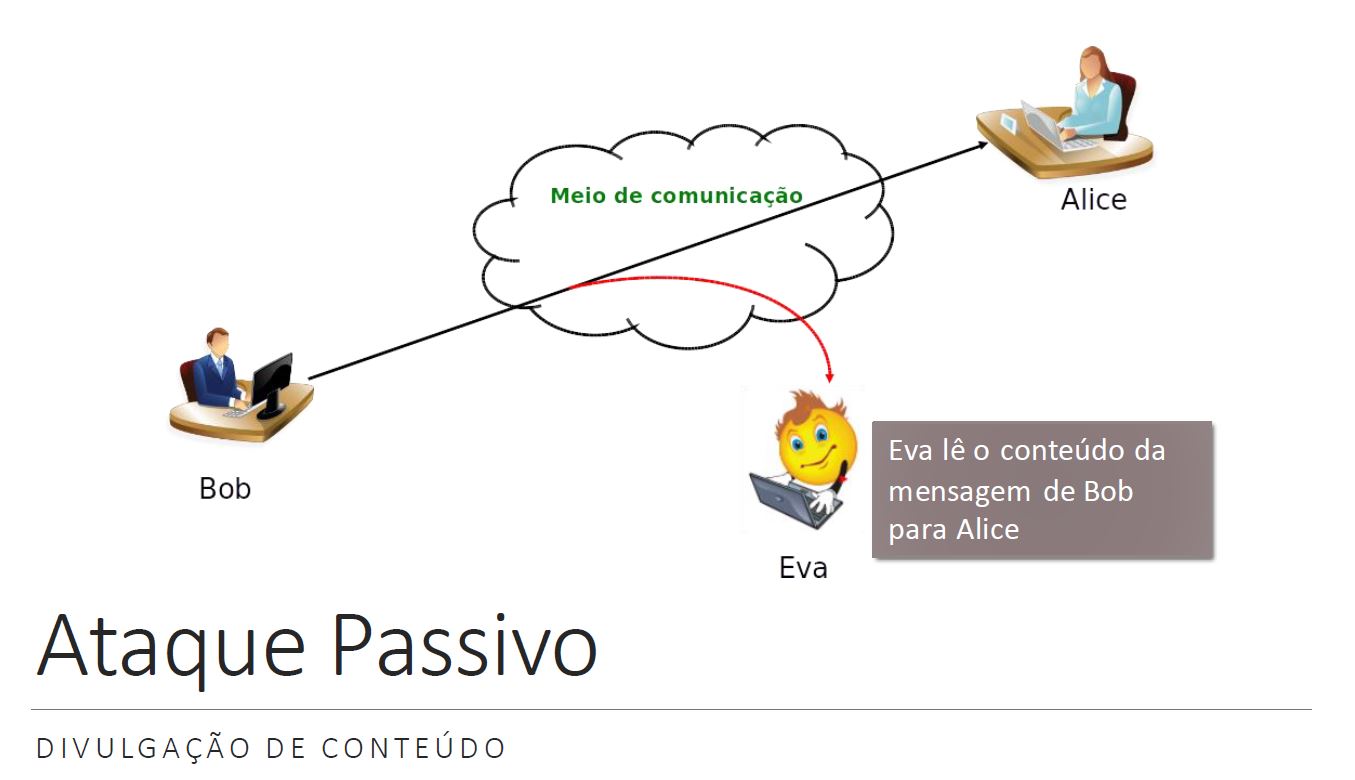 Meio de comunicação
Alice
Bob
Eva lê o conteúdo da
mensagem de Bob
para Alice
Eva
Ataque Passivo
DIVULGAÇÃO DE CONTEÚDO